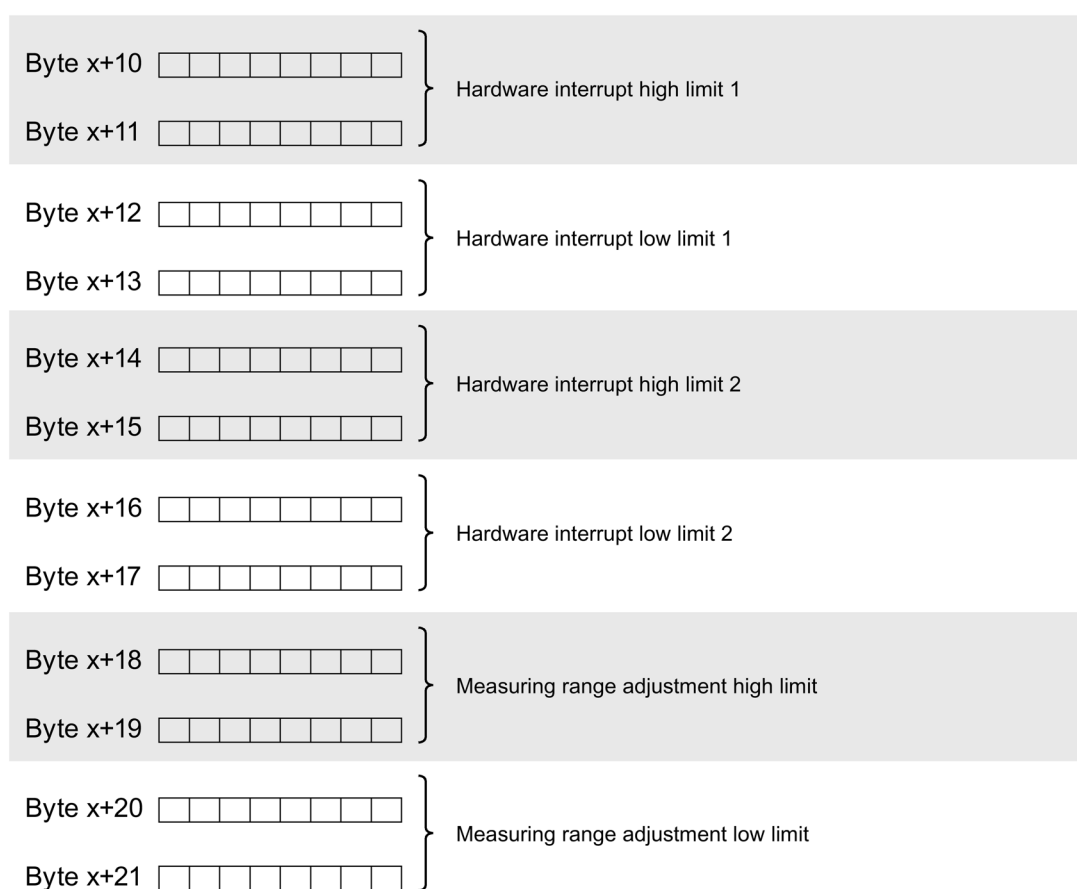 Byte x+10
Hardware interrupt high limit 1
Byte x+11
Byte x+12
Hardware interrupt low limit 1
Byte x+13
Byte x+14
Hardware interrupt high limit 2
Byte x+15
Byte x+16
Hardware interrupt low limit 2
Byte x+17
Byte x+18
Measuring range adjustment high limit
Byte x+19
Byte x+20
Measuring range adjustment low limit
Byte x+21